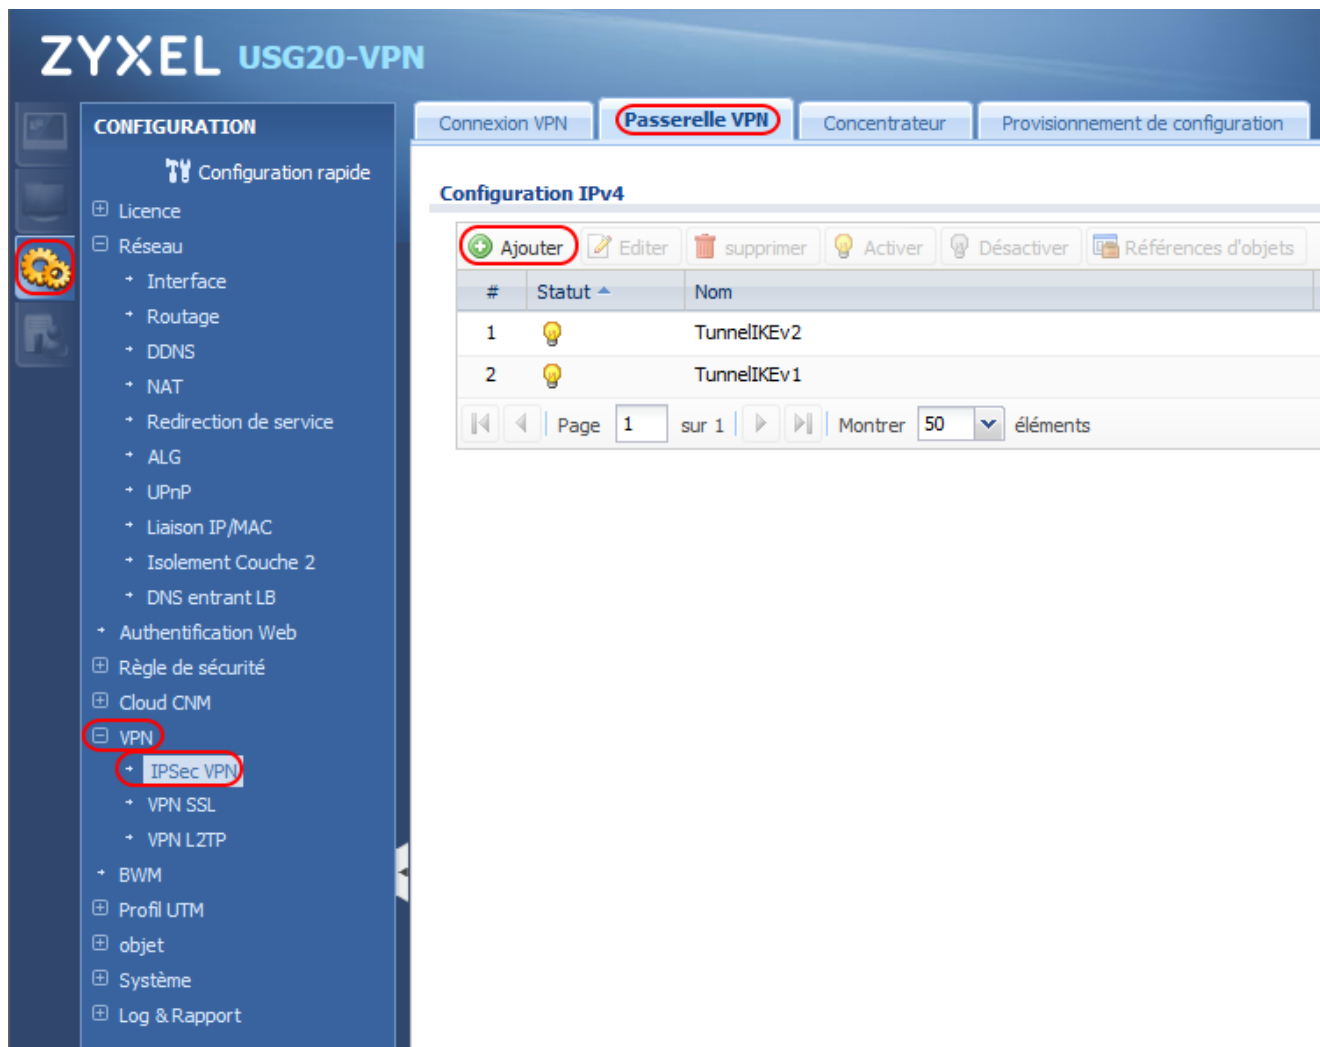 ZYXEL USG20-VPN
CONFIGURATION
Configuration rapide
Licence
Réseau
Interface
Routage
DDNS
NAT
Redirection de service
ALG
UPnP
Liaison IP/MAC
Isolement Couche 2
DNS entrant LB
Authentification Web
Règle de sécurité
Cloud CNM
VPN
IPSec VPN
VPN SSL
VPN L2TP
BWM
Profil UTM
objet
Système
Log & Rapport
Connexion VPN Passerelle VPN Concentrateur Provisionnement de configuration
Configuration IPv4
Ajouter Editer supprimer Activer Désactiver Références d'objets
# Statut Nom
1 TunnelIKEv2
2 TunnelIKEv1
Page 1 sur 1 Montrer 50 éléments